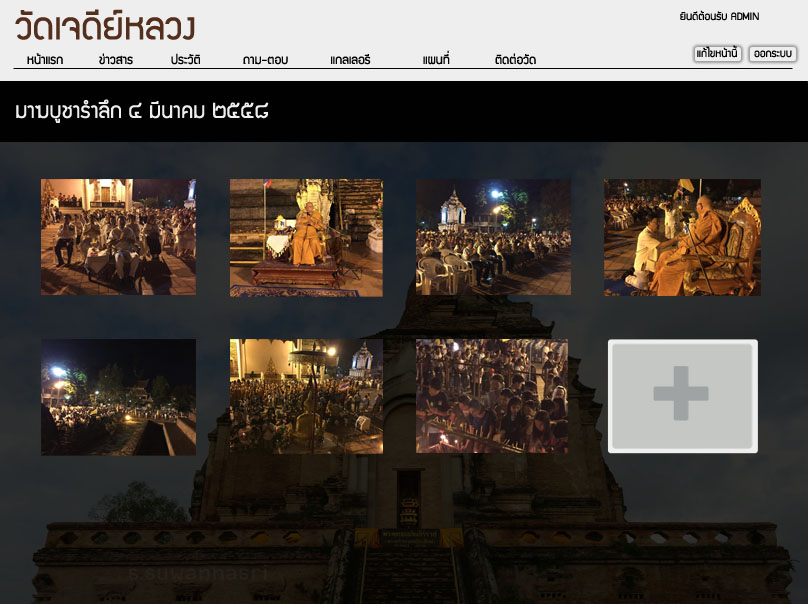 วัดเจดีย์หลวง
ยินดีต้อนรับ ADMIN
หน้าแรก ข่าวสาร ประวัติ ถาม-ตอบ แกลเลอรี แผนที่ ติดต่อวัด
แก้ไขหน้านี้ ออกระบบ
มาฆบูชารำลึก ๔ มีนาคม ๒๕๕๘
s.suwannasri